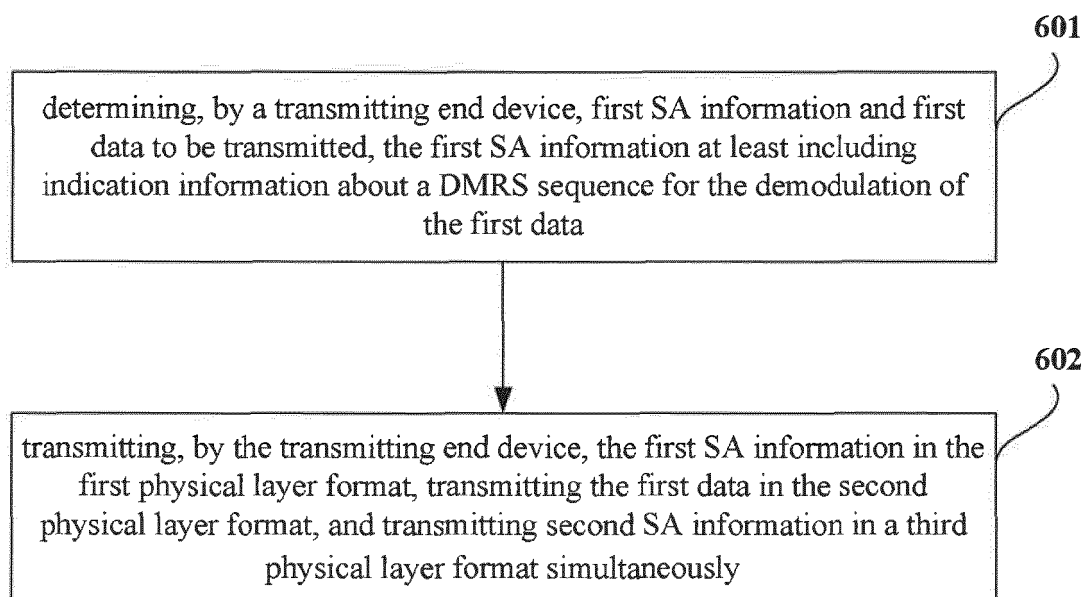 601
determining, by a transmitting end device, first SA information and first
data to be transmitted, the first SA information at least including
indication information about a DMRS sequence for the demodulation of
the first data
602
transmitting, by the transmitting end device, the first SA information in the
first physical layer format, transmitting the first data in the second
physical layer format, and transmitting second SA information in a third
physical layer format simultaneously